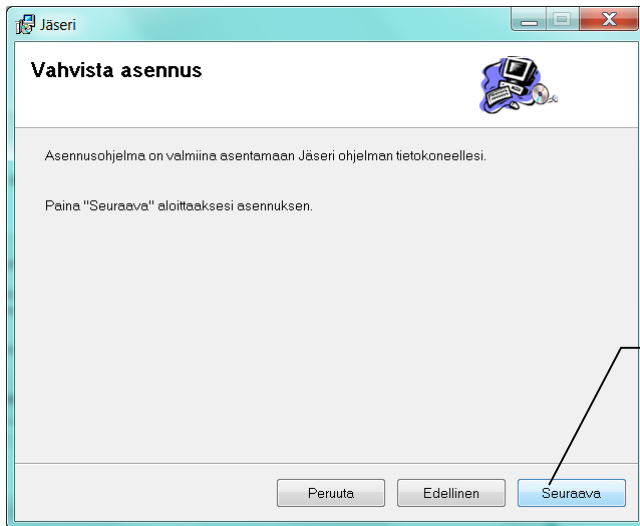 Jäseri
Vahvista asennus
Asennusohjelma on valmiina asentamaan Jäseri ohjelman tietokoneellesi.
Paina "Seuraava" aloittaaksesi asennuksen.
Peruuta
Edellinen
Seuraava